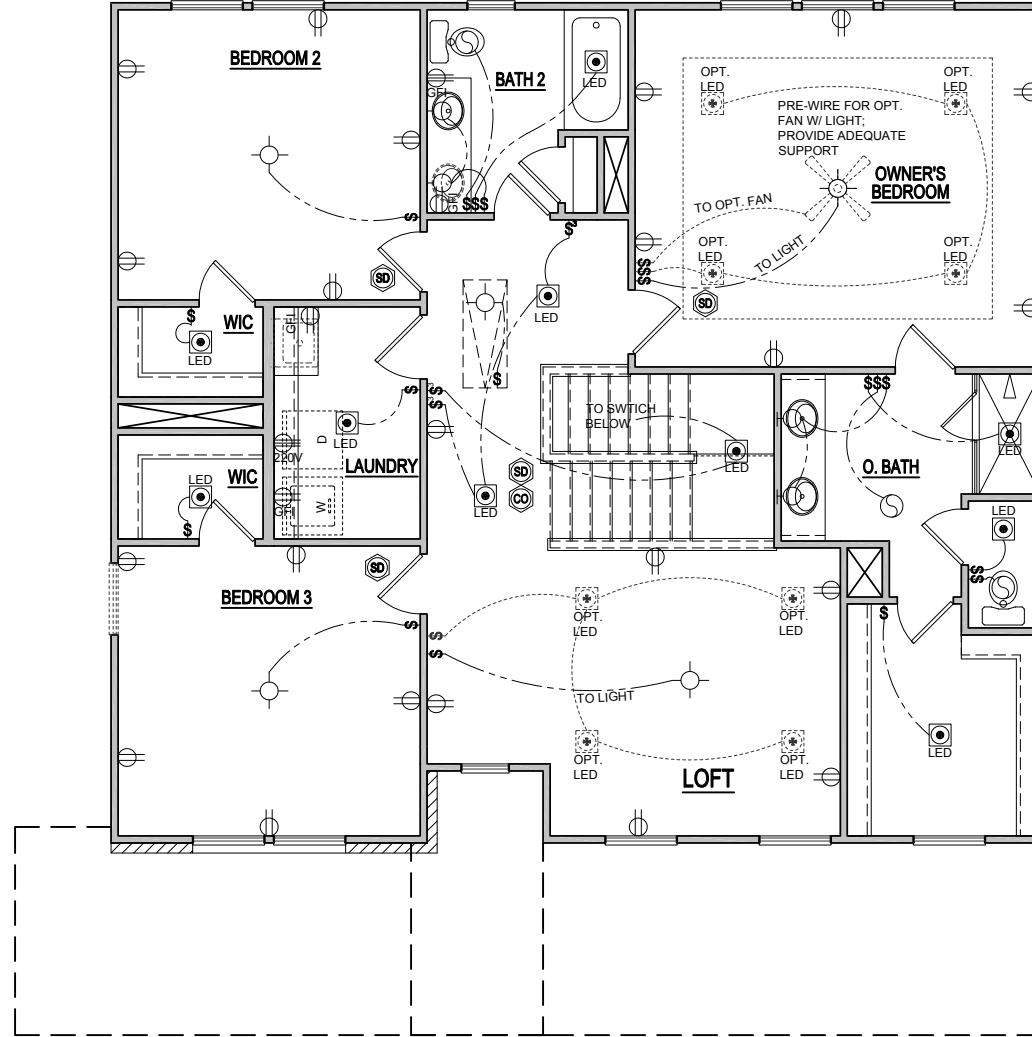 BEDROOM 2
BATH 2
LED
GFI
GFI
$$$
OPT.
LED
OPT.
LED
PRE-WIRE FOR OPT.
FAN W/ LIGHT;
PROVIDE ADEQUATE
SUPPORT
OWNER'S
BEDROOM
TO OPT. FAN
TO LIGHT
OPT.
LED
OPT.
LED
$$$
SD
$
SD
$
LED
$
WIC
LED
GFI
$
$
$
$
D
220V
LED
LAUNDRY
W
GFI
TO SWTICH
BELOW
LED
SD
CO
LED
$$$
O. BATH
LED
LED
$$
WIC
LED
$
SD
BEDROOM 3
$
$
$
OPT.
LED
OPT.
LED
TO LIGHT
OPT.
LED
OPT.
LED
LOFT
$
LED